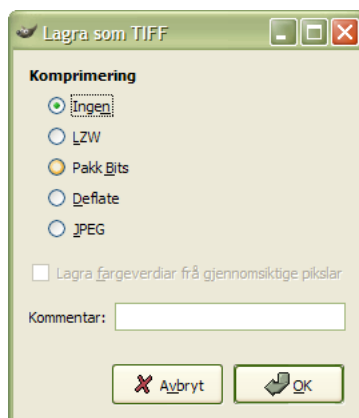 Lagra som TIFF
Komprimering
Ingen
LZW
Pakk Bits
Deflate
JPEG
Lagra fargeverdiar frå gjennomsiktige pikslar
Kommentar:
Avbryt OK